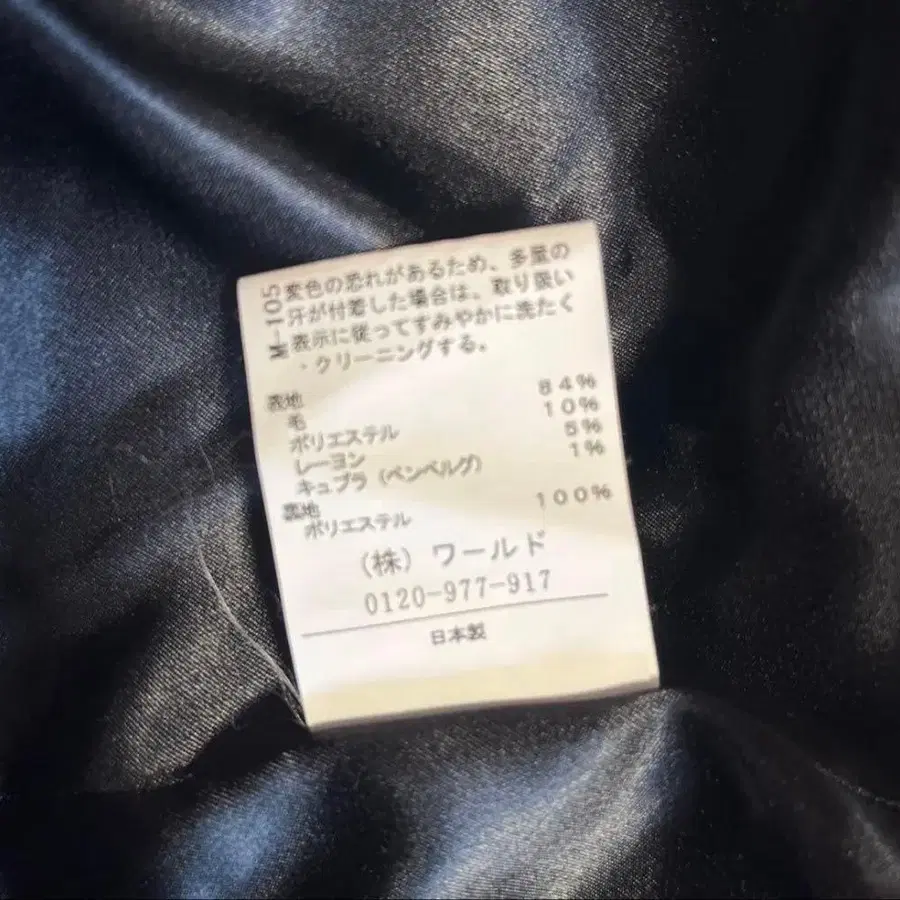 M-105
変色の恐れがあるため、多量の
汗が付着した場合は、取り扱い
表示に従ってすみやかに洗たく
・クリーニングする。
表地
毛 84%
ポリエステル 10%
レーヨン 5%
キュプラ（ベンベルグ） 1%
裏地
ポリエステル 100%
（株）ワールド
0120-977-917
日本製